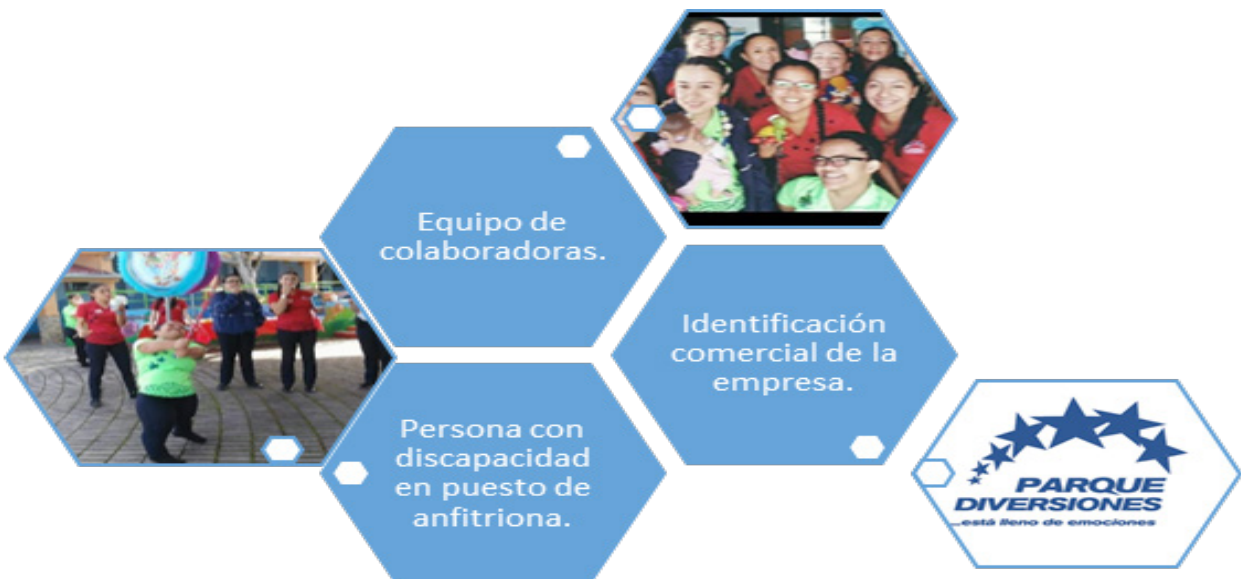 Equipo de
colaboradoras.
Identificación
comercial de la
empresa.
Persona con
discapacidad
en puesto de
anfitriona.
PARQUE
DIVERSIONES
...está lleno de emociones